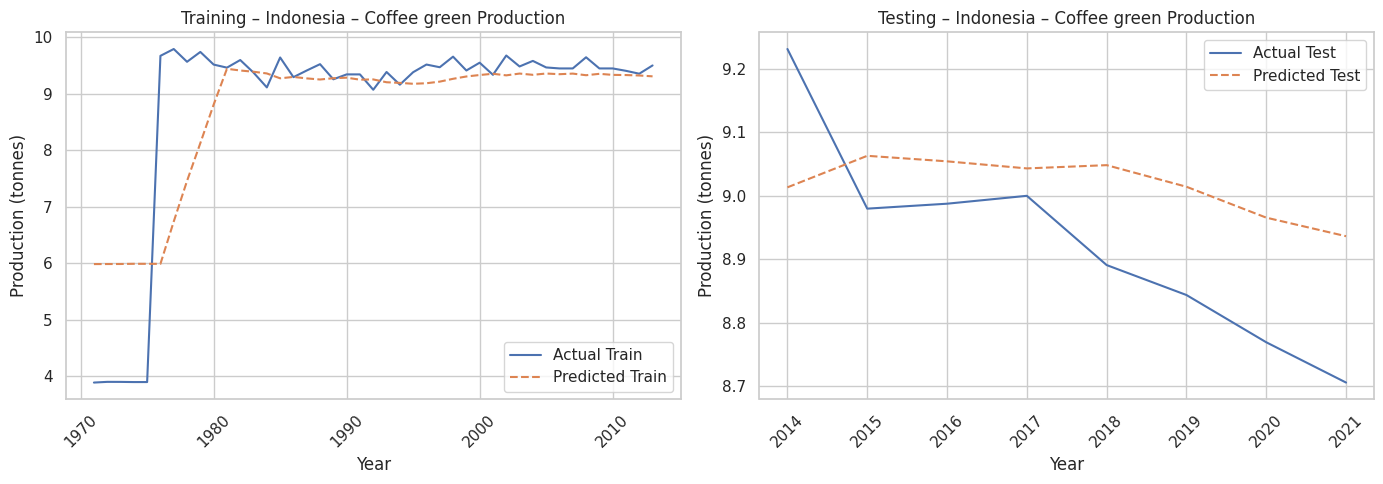 Training – Indonesia – Coffee green Production
10
9
8
7
6
5
4
Production (tonnes)
1970
1980
1990
2000
2010
Year
Actual Train
Predicted Train
Testing – Indonesia – Coffee green Production
9.2
9.1
9.0
8.9
8.8
8.7
Production (tonnes)
2014
2015
2016
2017
2018
2019
2020
2021
Year
Actual Test
Predicted Test